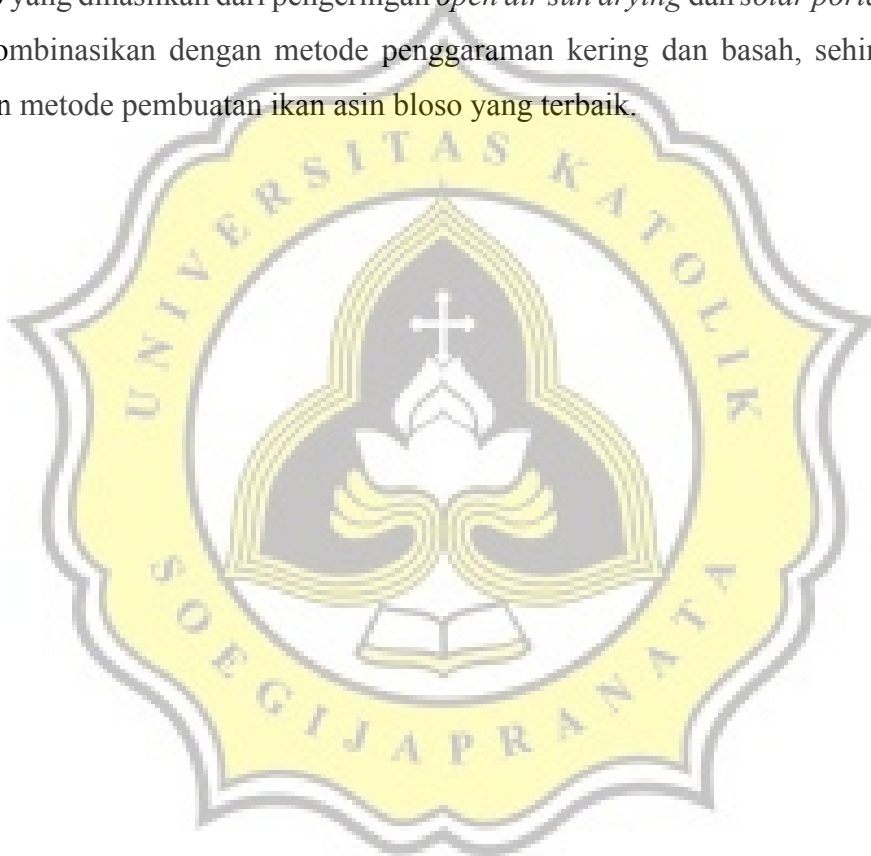 yang dihasilkan dari pengeringan open air sun drying dan solar
ombinasikan dengan metode penggaraman kering dan basah,
n metode pembuatan ikan asin bloso yang terbaik.
UNIVERSITAS KATOLIK
SOEGIJAPRANATA